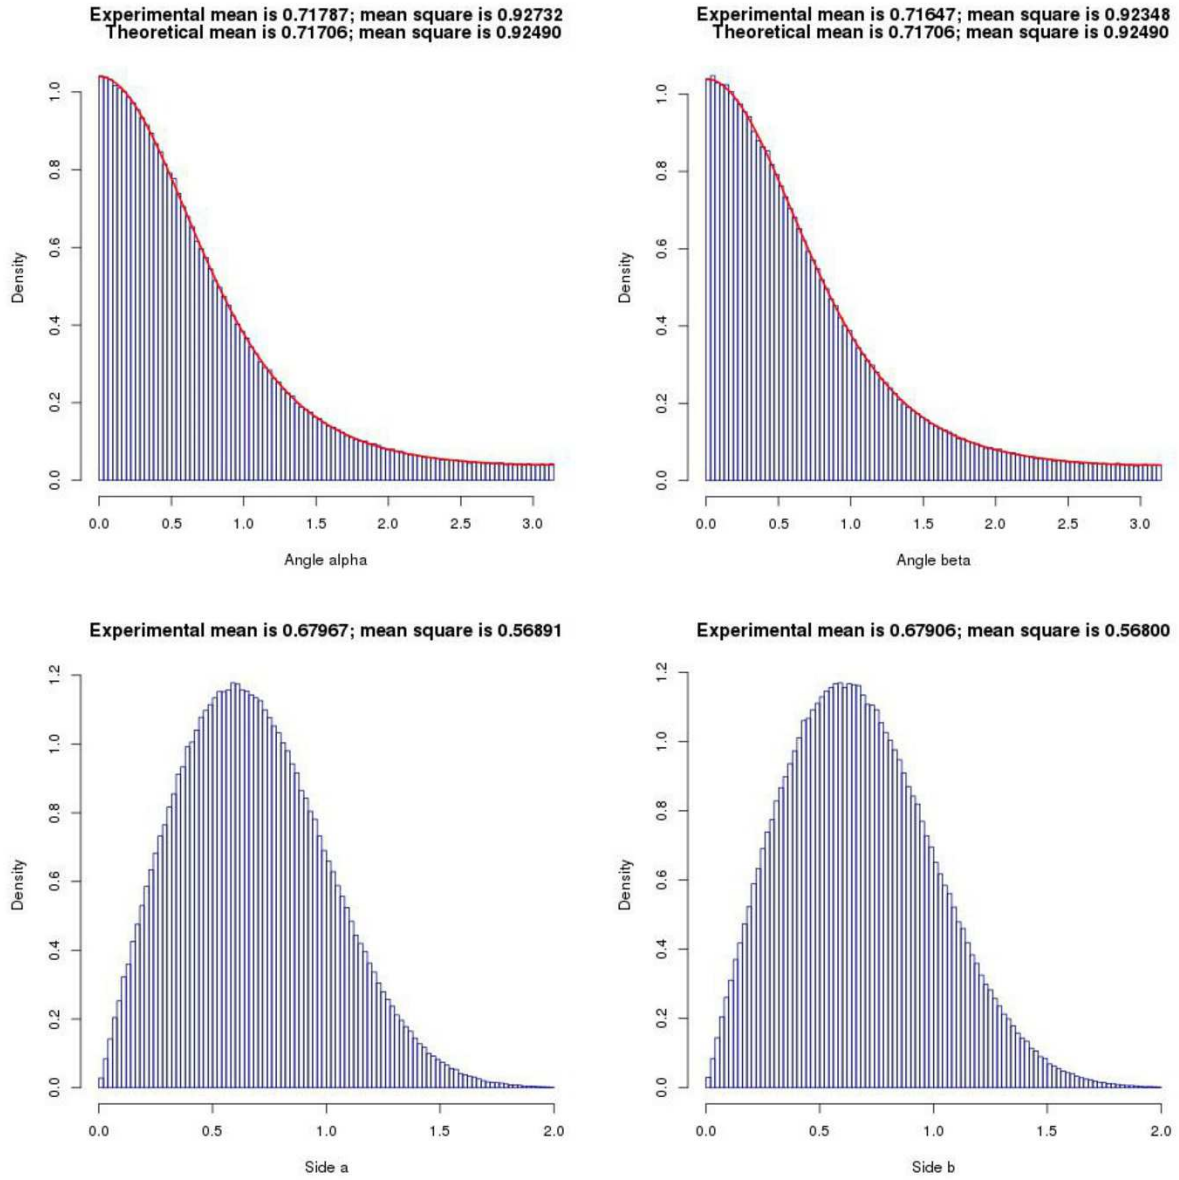 Experimental mean is 0.71787; mean square is 0.92732
Theoretical mean is 0.71706; mean square is 0.92490
Density
0.0 0.2 0.4 0.6 0.8 1.0
0.0 0.5 1.0 1.5 2.0 2.5 3.0
Angle alpha
Experimental mean is 0.71647; mean square is 0.92348
Theoretical mean is 0.71706; mean square is 0.92490
Density
0.0 0.2 0.4 0.6 0.8 1.0
0.0 0.5 1.0 1.5 2.0 2.5 3.0
Angle beta
Experimental mean is 0.67967; mean square is 0.56891
Density
0.0 0.2 0.4 0.6 0.8 1.0 1.2
0.0 0.5 1.0 1.5 2.0
Side a
Experimental mean is 0.67906; mean square is 0.56800
Density
0.0 0.2 0.4 0.6 0.8 1.0 1.2
0.0 0.5 1.0 1.5 2.0
Side b